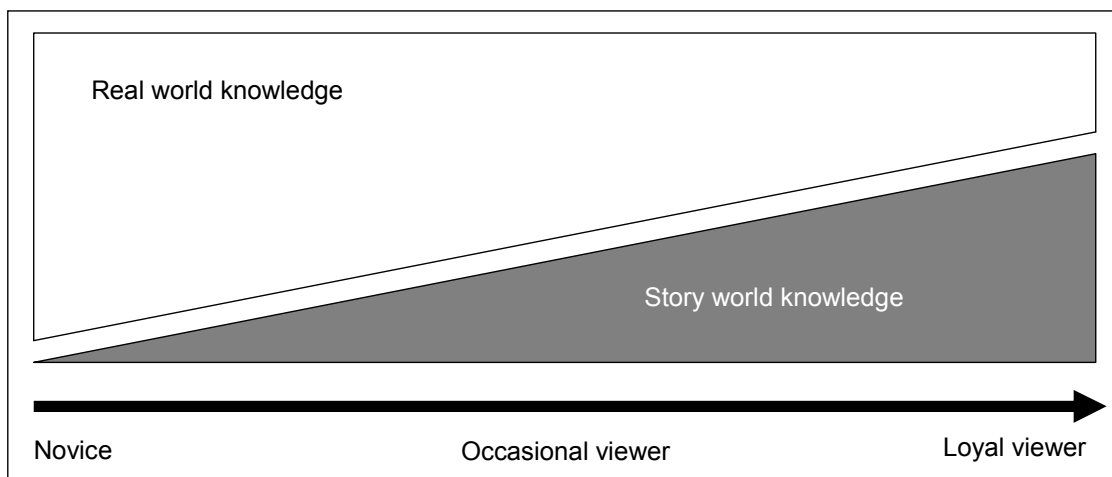 Real world knowledge
Story world knowledge
Novice
Occasional viewer
Loyal viewer